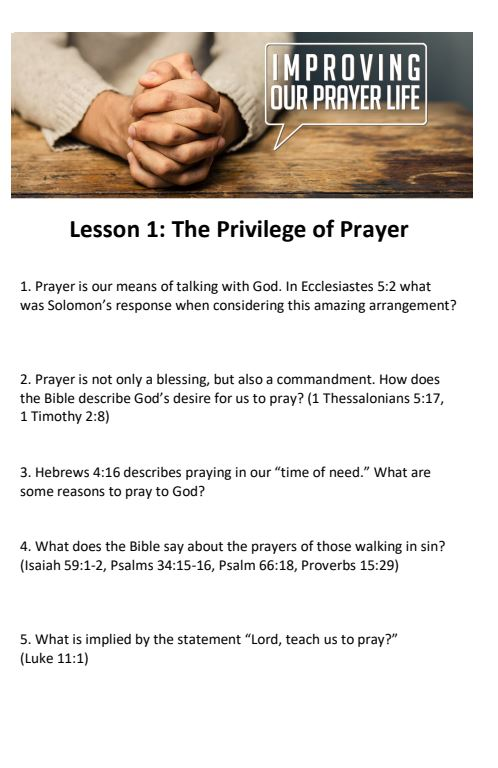 IMPROVING
OUR PRAYER LIFE
Lesson 1: The Privilege of Prayer
1. Prayer is our means of talking with God. In Ecclesiastes 5:2 what
was Solomon’s response when considering this amazing arrangement?
2. Prayer is not only a blessing, but also a commandment. How does
the Bible describe God’s desire for us to pray? (1 Thessalonians 5:17,
1 Timothy 2:8)
3. Hebrews 4:16 describes praying in our “time of need.” What are
some reasons to pray to God?
4. What does the Bible say about the prayers of those walking in sin?
(Isaiah 59:1-2, Psalms 34:15-16, Psalm 66:18, Proverbs 15:29)
5. What is implied by the statement “Lord, teach us to pray?”
(Luke 11:1)